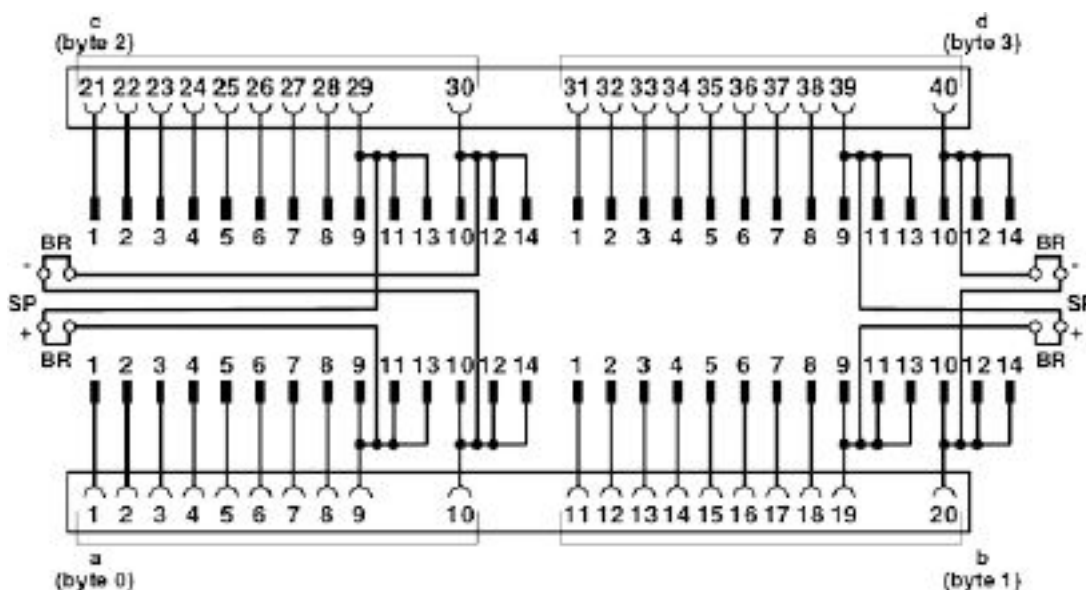 c d
(byte 2) (byte 3)
21 22 23 24 25 26 27 28 29 30 31 32 33 34 35 36 37 38 39 40
1 2 3 4 5 6 7 8 9 11 13 10 12 14 1 2 3 4 5 6 7 8 9 11 13 10 12 14
BR BR
- -
SP SP
+ +
BR BR
1 2 3 4 5 6 7 8 9 11 13 10 12 14 1 2 3 4 5 6 7 8 9 11 13 10 12 14
1 2 3 4 5 6 7 8 9 10 11 12 13 14 15 16 17 18 19 20
a b
(byte 0) (byte 1)